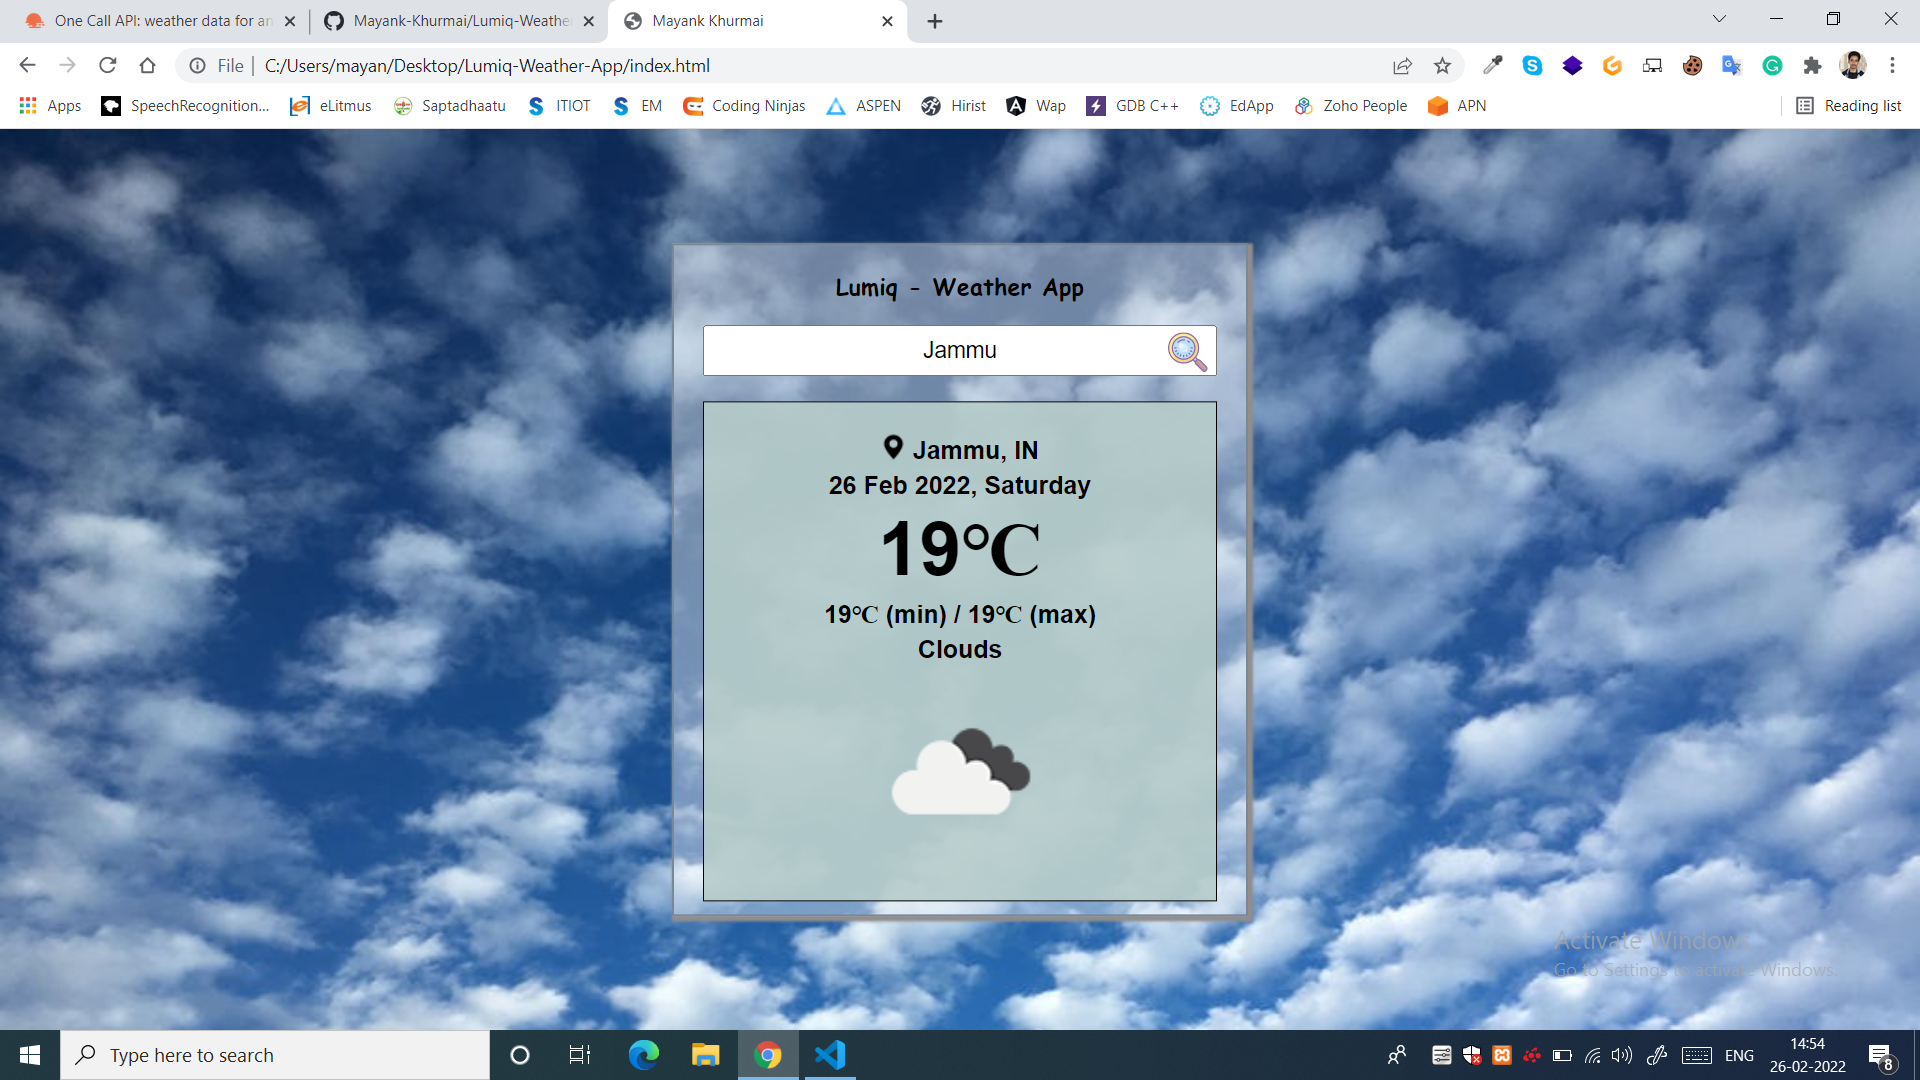 One Call API: weather data for an
Mayank-Khurmai/Lumiq-Weathe
Mayank Khurmai
File
C:/Users/mayan/Desktop/Lumiq-Weather-App/index.html
Apps
SpeechRecognition...
eLitmus
Saptadhaatu
ITIOT
EM
Coding Ninjas
ASPEN
Hirist
Wap
GDB C++
EdApp
Zoho People
APN
Reading list
Lumiq - Weather App
Jammu
Jammu, IN
26 Feb 2022, Saturday
19°C
19°C (min) / 19°C (max)
Clouds
Activate Windows
Go to Settings to activate Windows.
Type here to search
ENG
14:54
26-02-2022
8